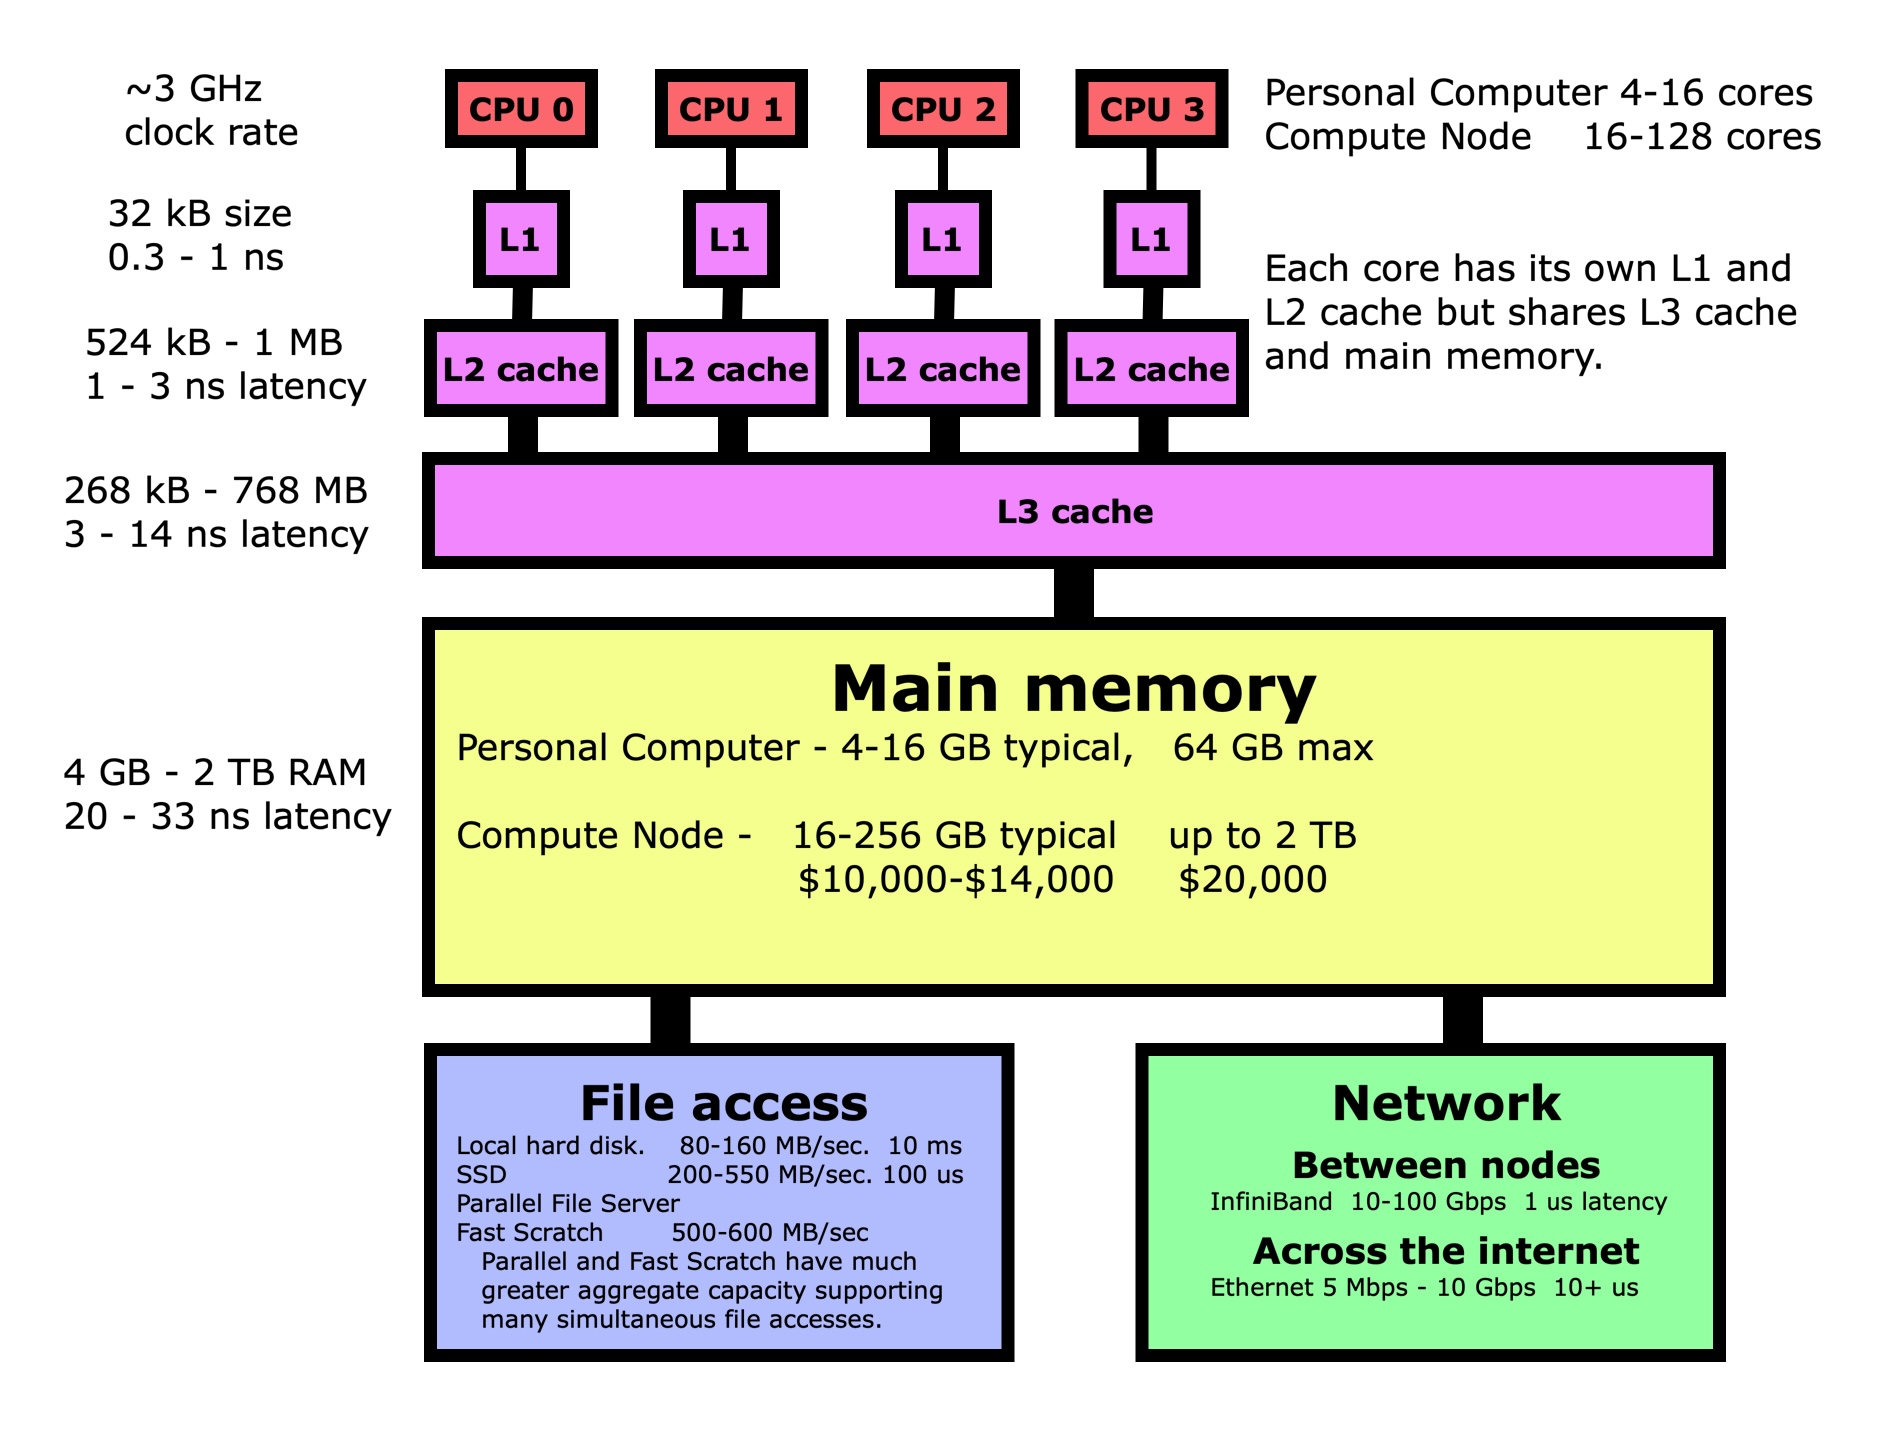 ~3 GHz
clock rate
CPU 0
CPU 1
CPU 2
CPU 3
Personal Computer 4-16 cores
Compute Node 16-128 cores
32 kB size
0.3 - 1 ns
L1
L1
L1
L1
Each core has its own L1 and
L2 cache but shares L3 cache
and main memory.
524 kB - 1 MB
1 - 3 ns latency
L2 cache
L2 cache
L2 cache
L2 cache
268 kB - 768 MB
3 - 14 ns latency
L3 cache
Main memory
Personal Computer - 4-16 GB typical, 64 GB max
4 GB - 2 TB RAM
20 - 33 ns latency
Compute Node - 16-256 GB typical up to 2 TB
$10,000-$14,000 $20,000
File access
Local hard disk. 80-160 MB/sec. 10 ms
SSD 200-550 MB/sec. 100 us
Parallel File Server
Fast Scratch 500-600 MB/sec
Parallel and Fast Scratch have much
greater aggregate capacity supporting
many simultaneous file accesses.
Network
Between nodes
InfiniBand 10-100 Gbps 1 us latency
Across the internet
Ethernet 5 Mbps - 10 Gbps 10+ us